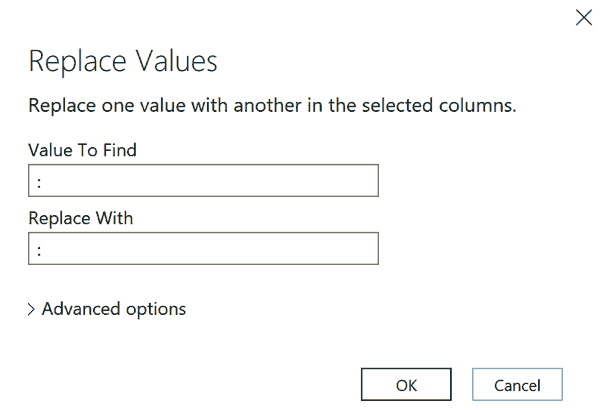 Replace Values
Replace one value with another in the selected columns.
Value To Find
:
Replace With
:
Advanced options
OK
Cancel